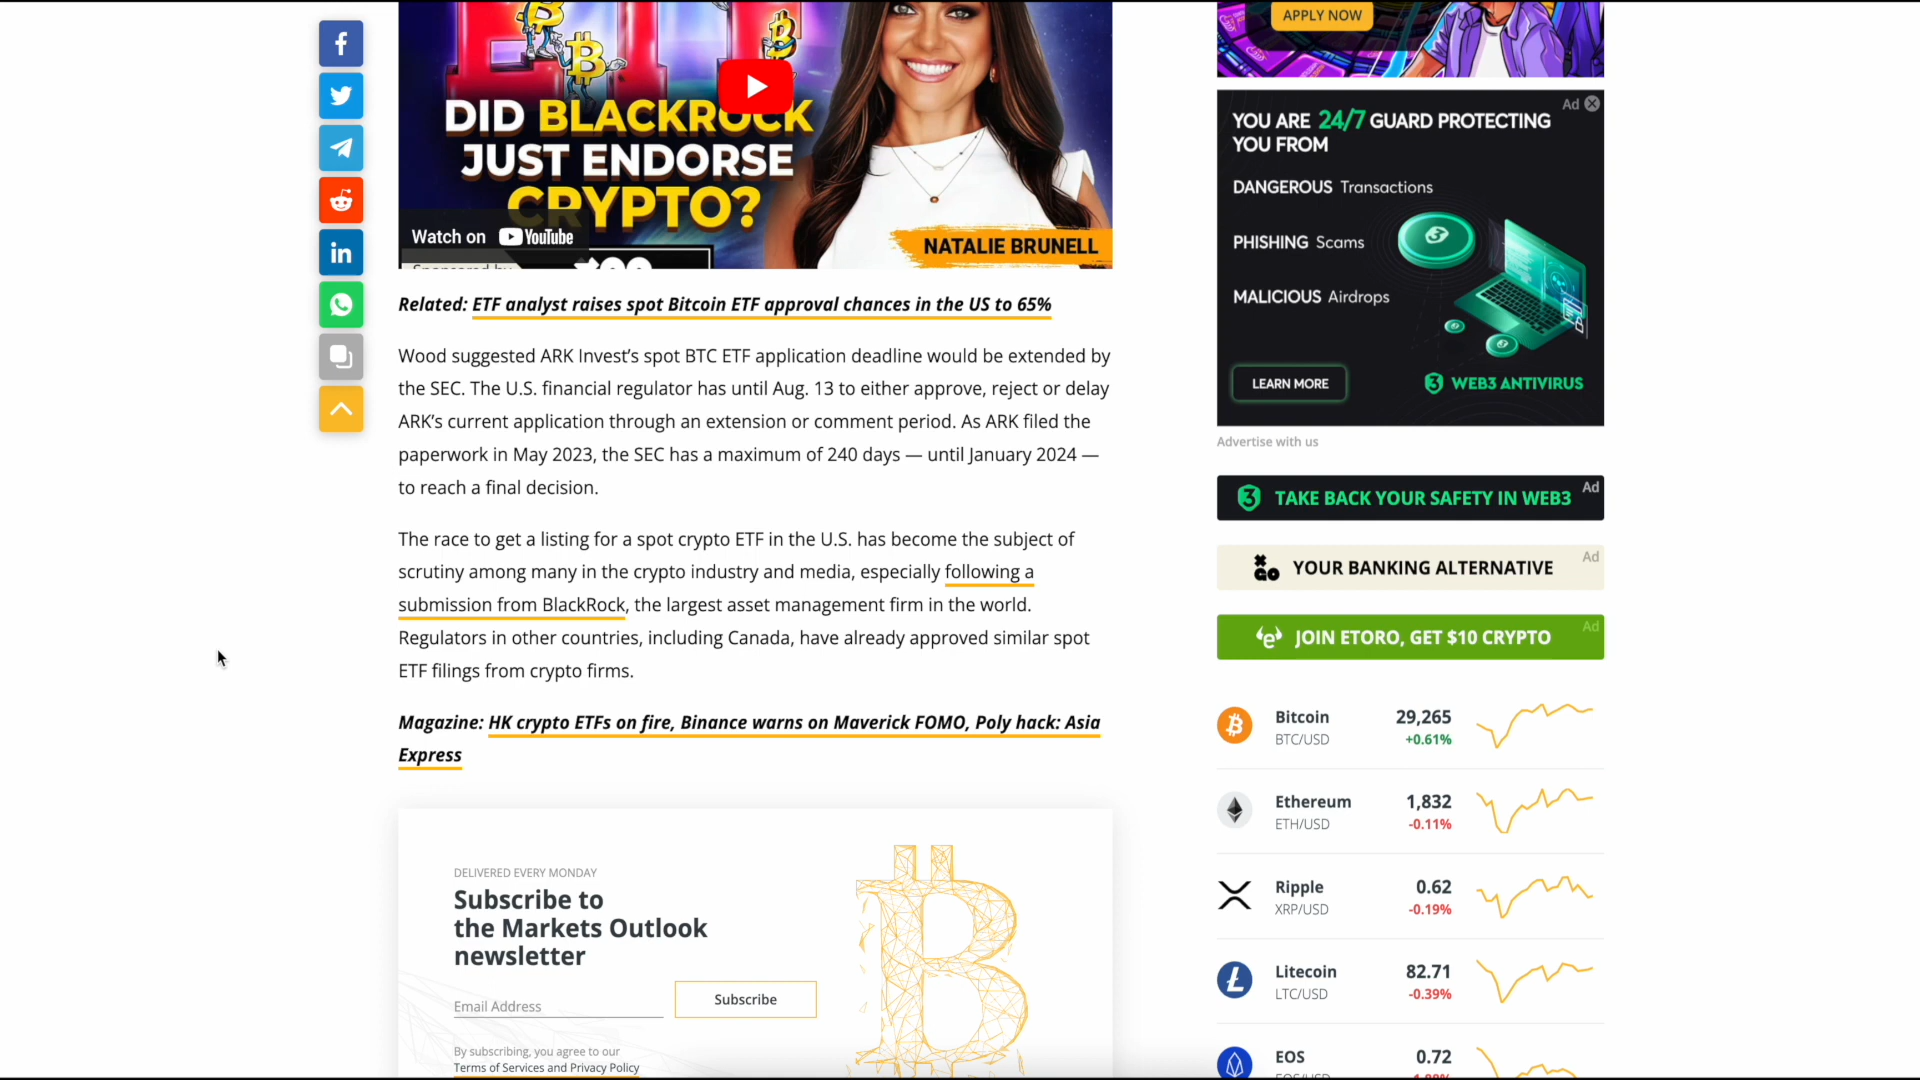 APPLY NOW
DID BLACKROCK
JUST ENDORSE
CRYPTO?
Watch on YouTube
NATALIE BRUNELL
Sponsored by
Related: ETF analyst raises spot Bitcoin ETF approval chances in the US to 65%
Wood suggested ARK Invest’s spot BTC ETF application deadline would be extended by
the SEC. The U.S. financial regulator has until Aug. 13 to either approve, reject or delay
ARK’s current application through an extension or comment period. As ARK filed the
paperwork in May 2023, the SEC has a maximum of 240 days — until January 2024 —
to reach a final decision.
The race to get a listing for a spot crypto ETF in the U.S. has become the subject of
scrutiny among many in the crypto industry and media, especially following a
submission from BlackRock, the largest asset management firm in the world.
Regulators in other countries, including Canada, have already approved similar spot
ETF filings from crypto firms.
Magazine: HK crypto ETFs on fire, Binance warns on Maverick FOMO, Poly hack: Asia
Express
DELIVERED EVERY MONDAY
Subscribe to
the Markets Outlook
newsletter
Email Address
Subscribe
By subscribing, you agree to our
Terms of Services and Privacy Policy
Ad
YOU ARE 24/7 GUARD PROTECTING
YOU FROM
DANGEROUS Transactions
PHISHING Scams
MALICIOUS Airdrops
LEARN MORE
WEB3 ANTIVIRUS
Advertise with us
TAKE BACK YOUR SAFETY IN WEB3
Ad
GO YOUR BANKING ALTERNATIVE
Ad
JOIN ETORO, GET $10 CRYPTO
Ad
Bitcoin 29,265
BTC/USD +0.61%
Ethereum 1,832
ETH/USD -0.11%
Ripple 0.62
XRP/USD -0.19%
Litecoin 82.71
LTC/USD -0.39%
EOS 0.72